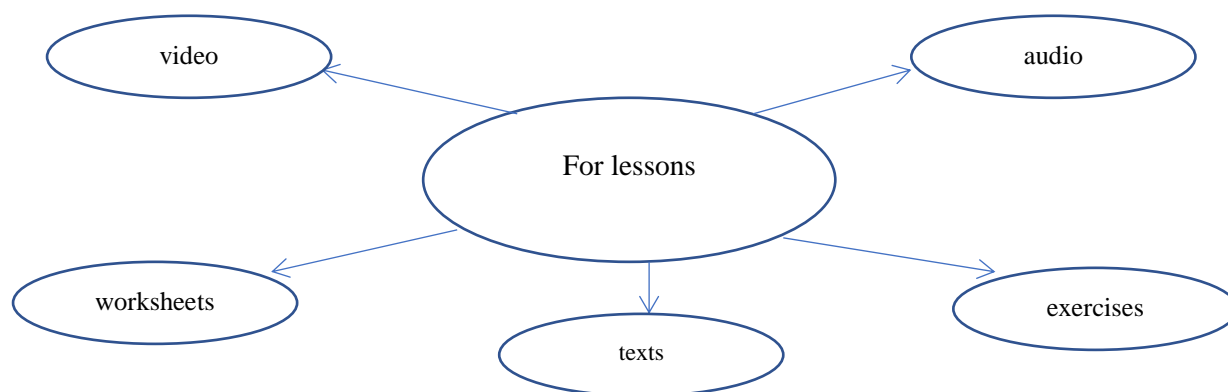 video
audio
For lessons
worksheets
texts
exercises